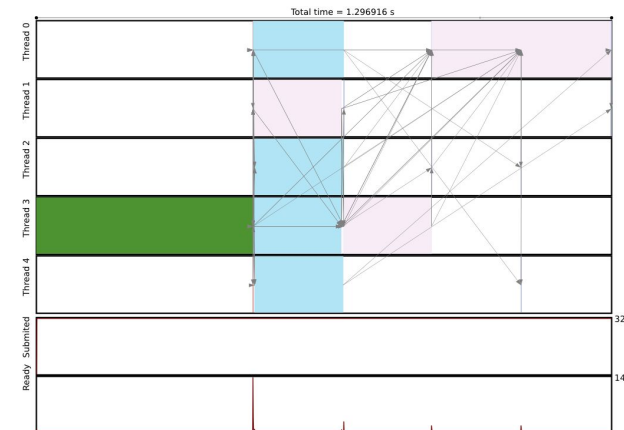 Total time = 1.296916 s
Thread 0
Thread 1
Thread 2
Thread 3
Thread 4
Submited
32
Ready
14